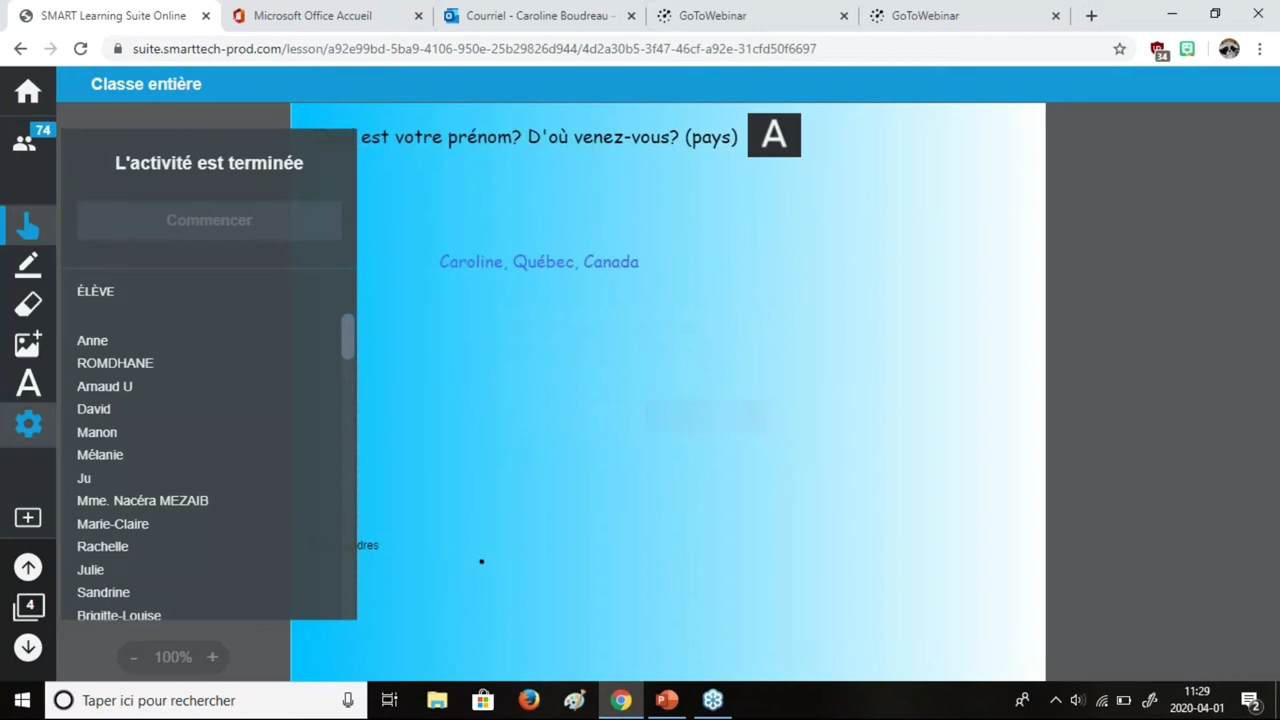 SMART Learning Suite Online
Microsoft Office Accueil
Courriel - Caroline Boudreau -
GoToWebinar
GoToWebinar
suite.smarttech-prod.com/lesson/a92e99bd-5ba9-4106-950e-25b29826d944/4d2a30b5-3f47-46cf-a92e-31cfd50f6697
34
Classe entière
74
est votre prénom? D'où venez-vous? (pays)
A
L'activité est terminée
Commencer
Caroline, Québec, Canada
ÉLÈVE
Anne
ROMDHANE
Arnaud U
David
Manon
Mélanie
Ju
Mme. Nacéra MEZAIB
Marie-Claire
Rachelle
Julie
Sandrine
Brigitte-Louise
dres
A
4
- 100% +
Taper ici pour rechercher
11:29
2020-04-01
2